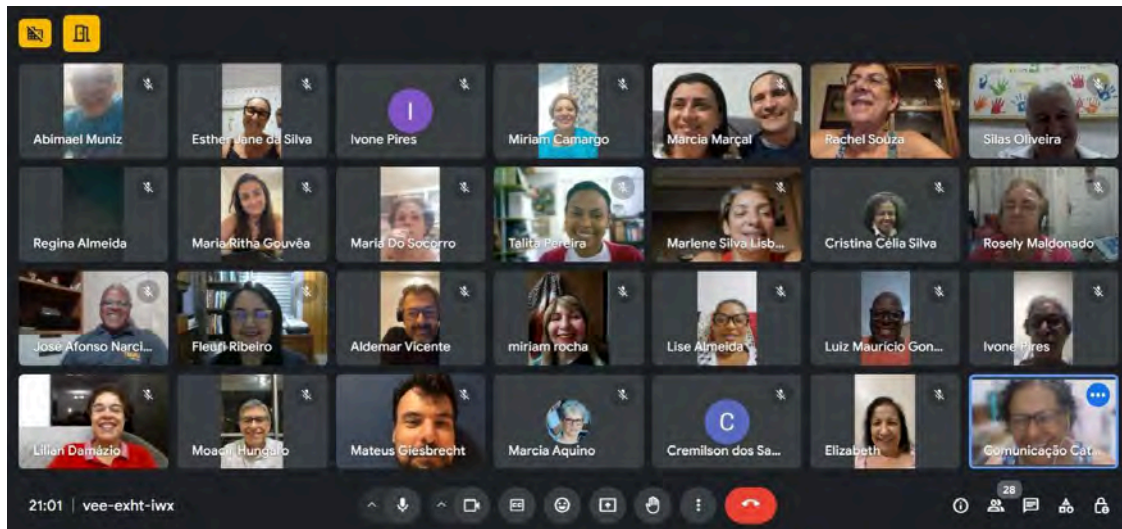 Abimael Muniz
Esther Jane da Silva
I
Ivone Pires
Miriam Camargo
Marcia Marçal
Rachel Souza
Silas Oliveira
Regina Almeida
Maria Ritha Gouvêa
Maria Do Socorro
Talita Pereira
Marlene Silva Lisb...
Cristina Célia Silva
Rosely Maldonado
José Afonso Narci...
Fleuri Ribeiro
Aldemar Vicente
miriam rocha
Lise Almeida
Luiz Mauricio Gon...
Ivone Pires
Lilian Damázio
Moacir Hungaro
Mateus Giesbrecht
Marcia Aquino
C
Cremilson dos Sa...
Elizabeth
Comunicação Cat...
28
21:01 | vee-exht-iwx